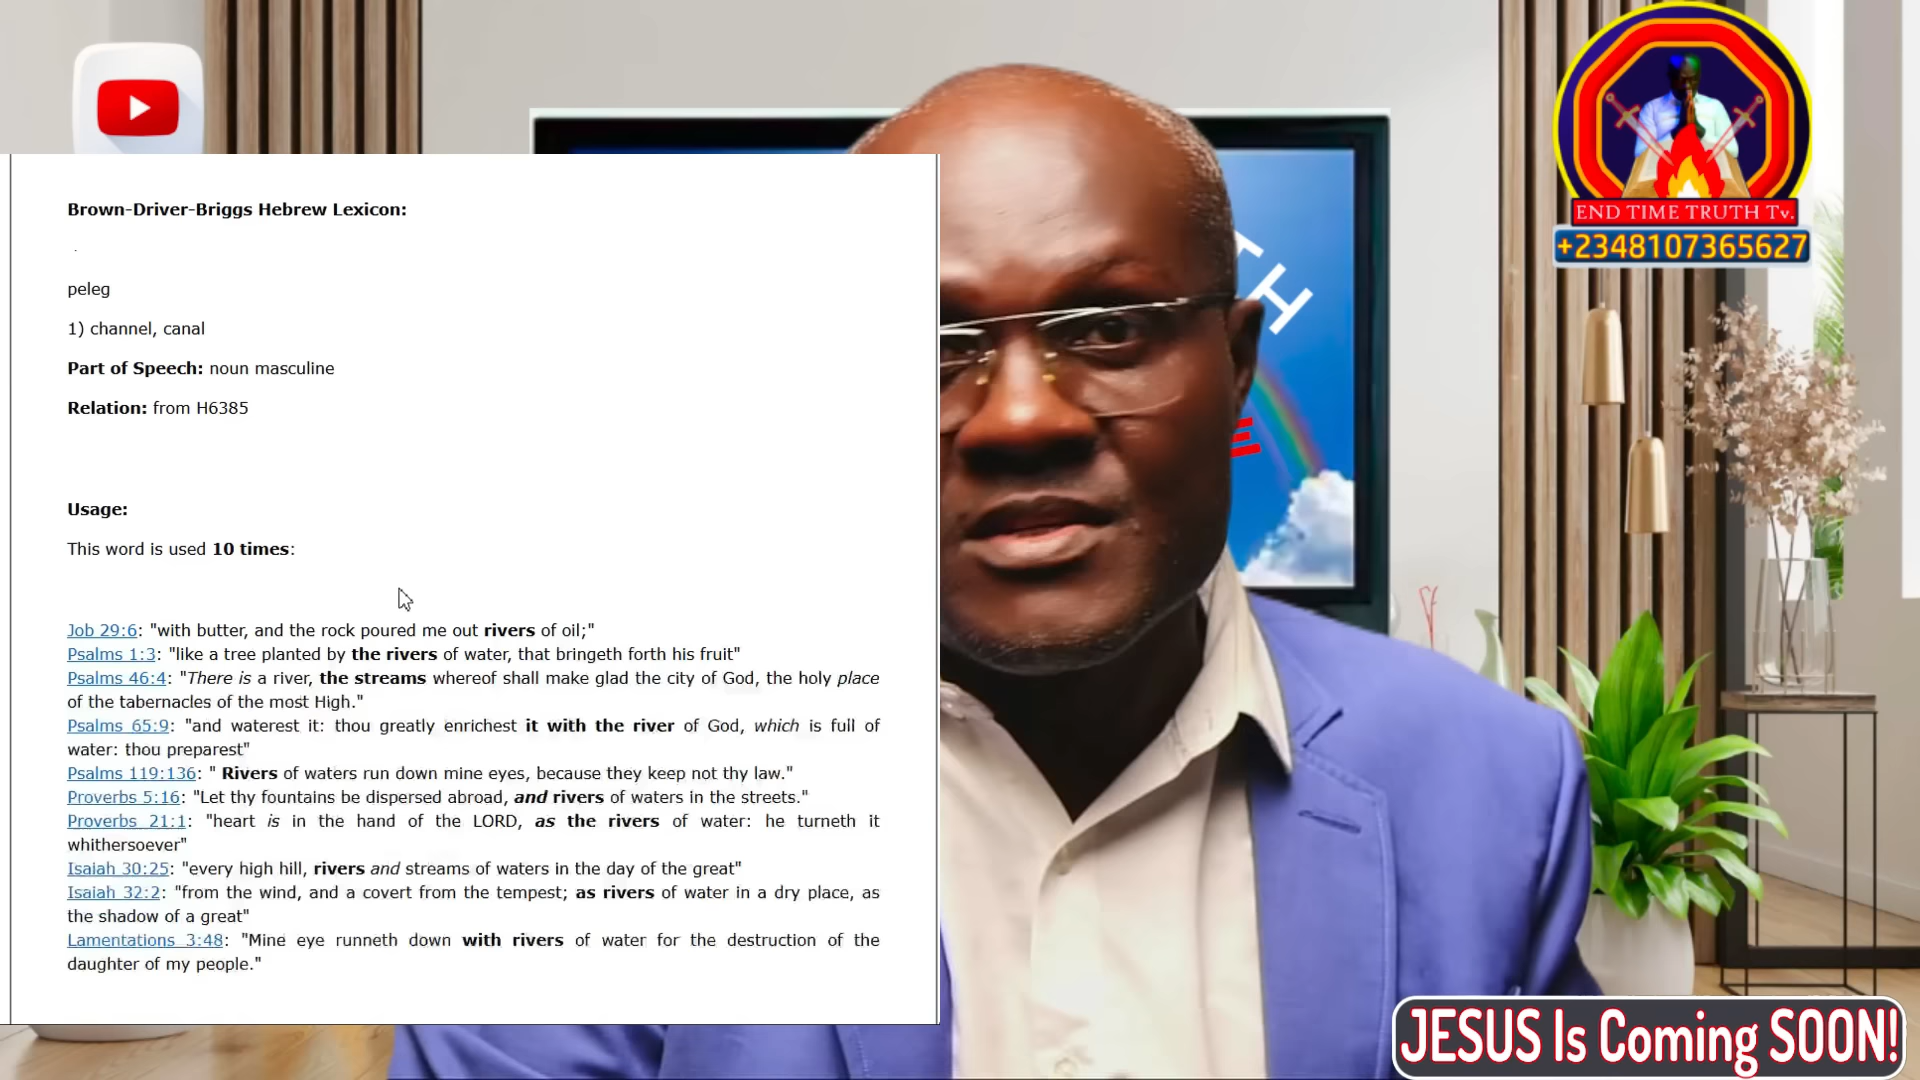 Brown-Driver-Briggs Hebrew Lexicon:
peleg
1) channel, canal
Part of Speech: noun masculine
Relation: from H6385
Usage:
This word is used 10 times:
Job 29:6: "with butter, and the rock poured me out rivers of oil;"
Psalms 1:3: "like a tree planted by the rivers of water, that bringeth forth his fruit"
Psalms 46:4: "There is a river, the streams whereof shall make glad the city of God, the holy place
of the tabernacles of the most High."
Psalms 65:9: "and waterest it: thou greatly enrichest it with the river of God, which is full of
water: thou preparest"
Psalms 119:136: " Rivers of waters run down mine eyes, because they keep not thy law."
Proverbs 5:16: "Let thy fountains be dispersed abroad, and rivers of waters in the streets."
Proverbs 21:1: "heart is in the hand of the LORD, as the rivers of water: he turneth it
whithersoever"
Isaiah 30:25: "every high hill, rivers and streams of waters in the day of the great"
Isaiah 32:2: "from the wind, and a covert from the tempest; as rivers of water in a dry place, as
the shadow of a great"
Lamentations 3:48: "Mine eye runneth down with rivers of water for the destruction of the
daughter of my people."
TH
E
END TIME TRUTH Tv.
+2348107365627
JESUS Is Coming SOON!